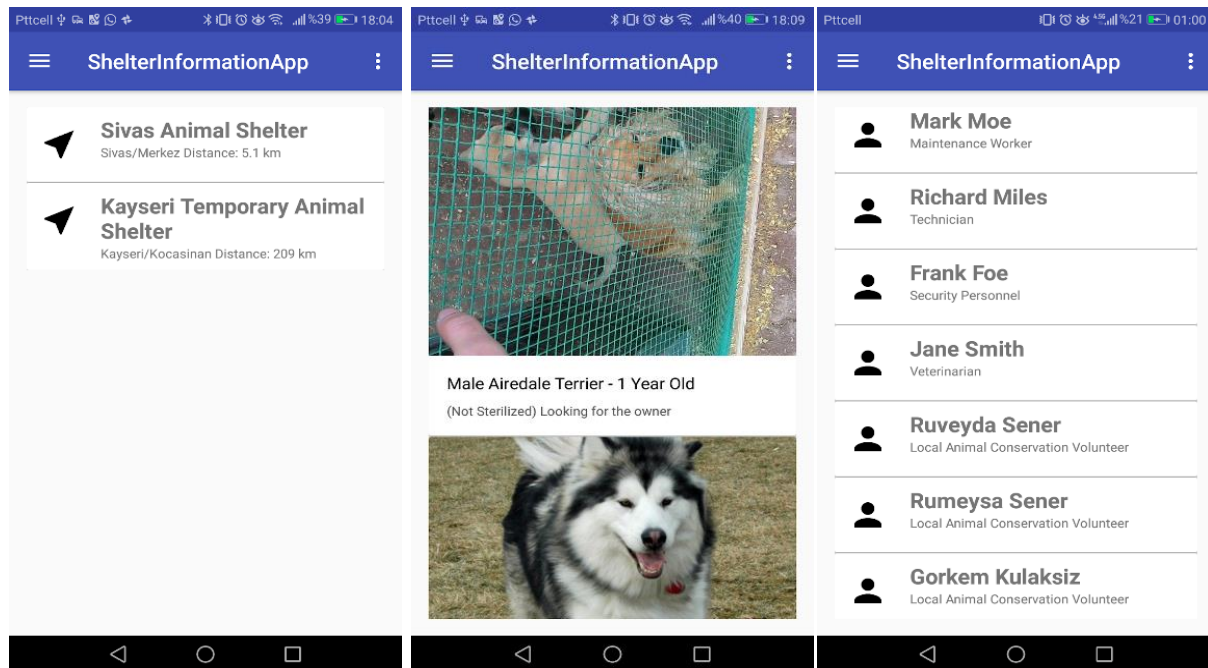 Pttcell %39 18:04
ShelterInformationApp
Sivas Animal Shelter
Sivas/Merkez Distance: 5.1 km
Kayseri Temporary Animal
Shelter
Kayseri/Kocasinan Distance: 209 km
Pttcell %40 18:09
ShelterInformationApp
Male Airedale Terrier - 1 Year Old
(Not Sterilized) Looking for the owner
Pttcell %21 01:00
ShelterInformationApp
Mark Moe
Maintenance Worker
Richard Miles
Technician
Frank Foe
Security Personnel
Jane Smith
Veterinarian
Ruveyda Sener
Local Animal Conservation Volunteer
Rumeysa Sener
Local Animal Conservation Volunteer
Gorkem Kulaksiz
Local Animal Conservation Volunteer